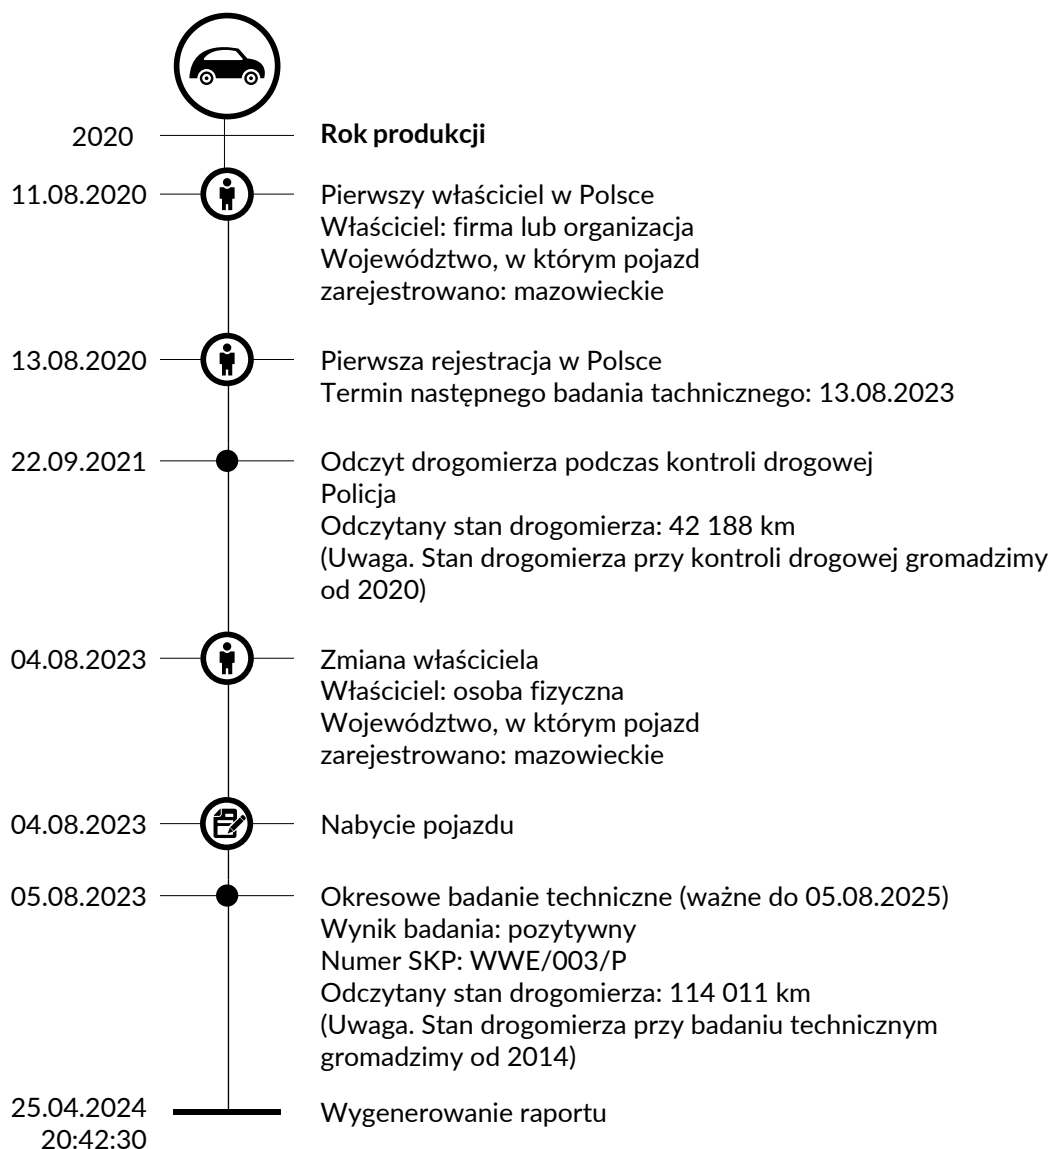 2020
Rok produkcji
11.08.2020
Pierwszy właściciel w Polsce
Właściciel: firma lub organizacja
Województwo, w którym pojazd
zarejestrowano: mazowieckie
13.08.2020
Pierwsza rejestracja w Polsce
Termin następnego badania tachnicznego: 13.08.2023
22.09.2021
Odczyt drogomierza podczas kontroli drogowej
Policja
Odczytany stan drogomierza: 42 188 km
(Uwaga. Stan drogomierza przy kontroli drogowej gromadzimy
od 2020)
04.08.2023
Zmiana właściciela
Właściciel: osoba fizyczna
Województwo, w którym pojazd
zarejestrowano: mazowieckie
04.08.2023
Nabycie pojazdu
05.08.2023
Okresowe badanie techniczne (ważne do 05.08.2025)
Wynik badania: pozytywny
Numer SKP: WWE/003/P
Odczytany stan drogomierza: 114 011 km
(Uwaga. Stan drogomierza przy badaniu technicznym
gromadzimy od 2014)
25.04.2024
20:42:30
Wygenerowanie raportu